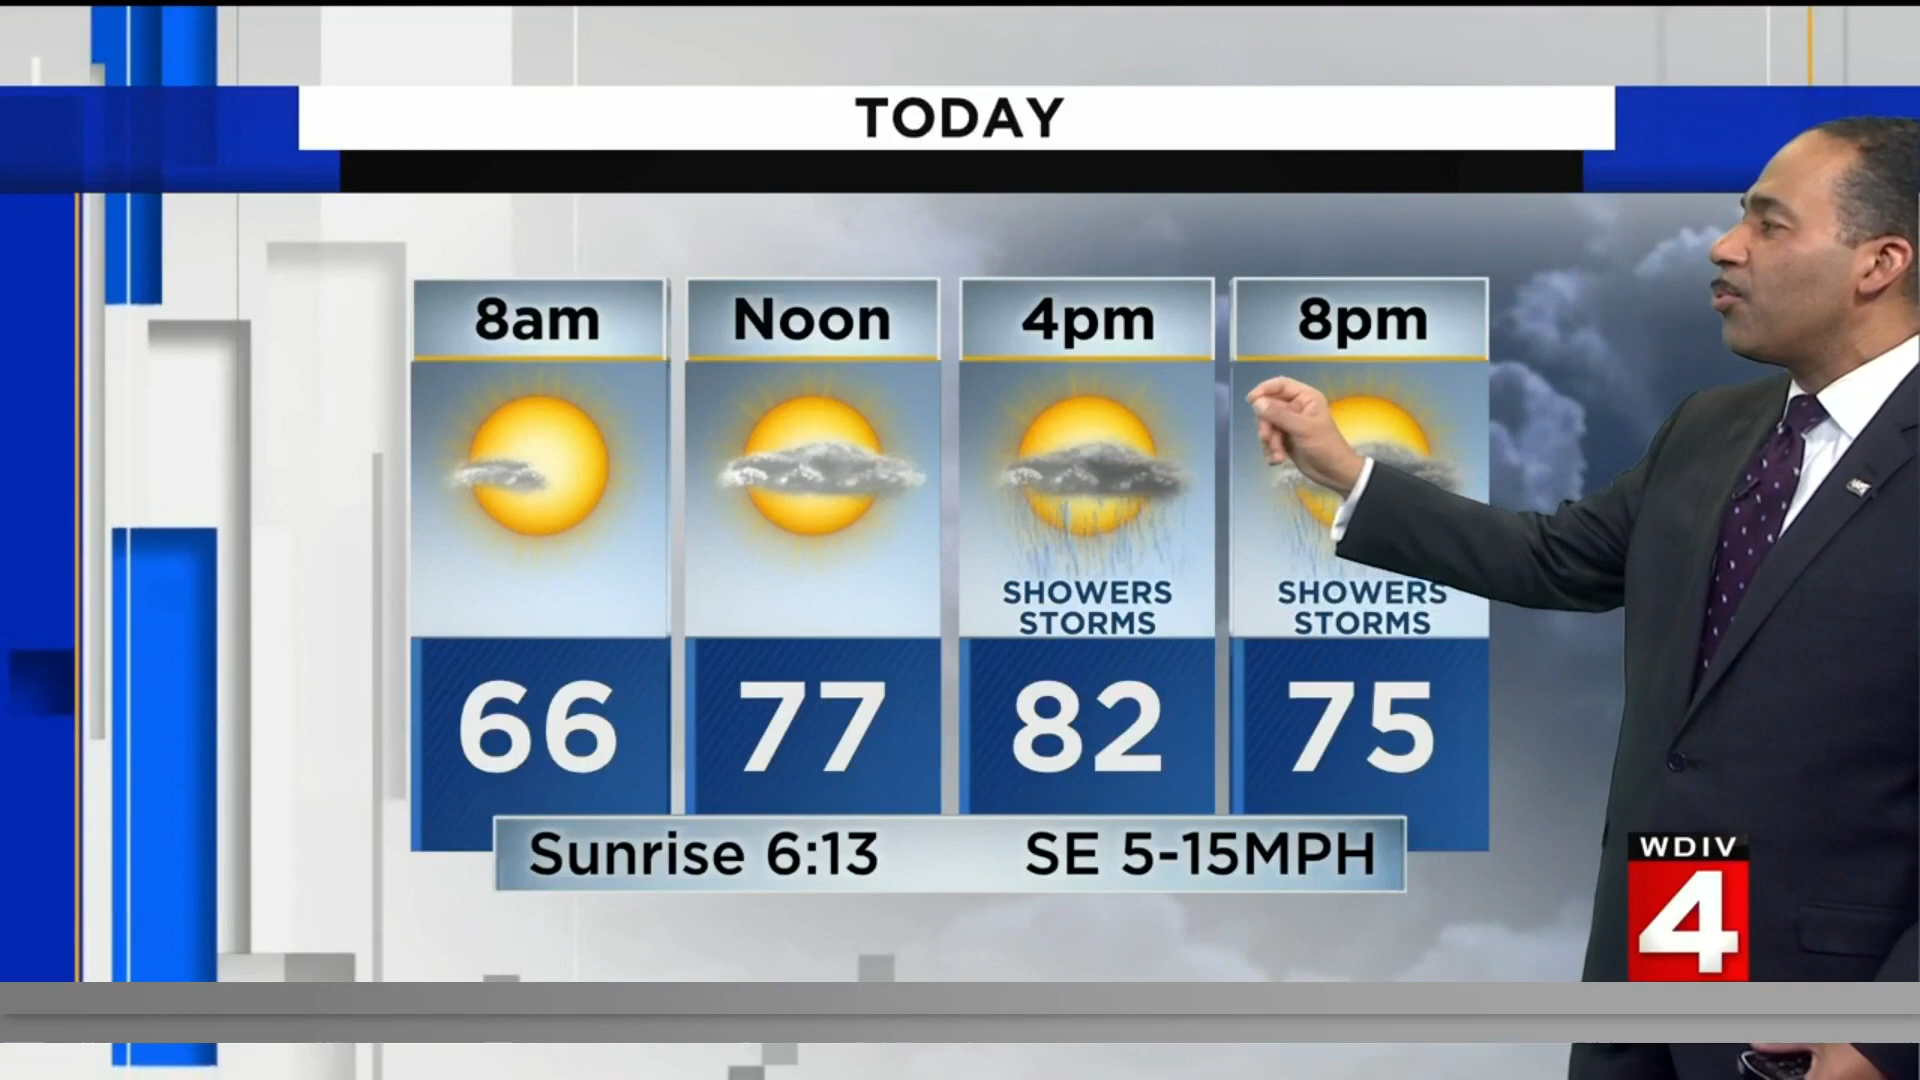 TODAY
8am
Noon
4pm
8pm
SHOWERS
STORMS
SHOWERS
STORMS
66
77
82
75
Sunrise 6:13
SE 5-15MPH
WDIV
4